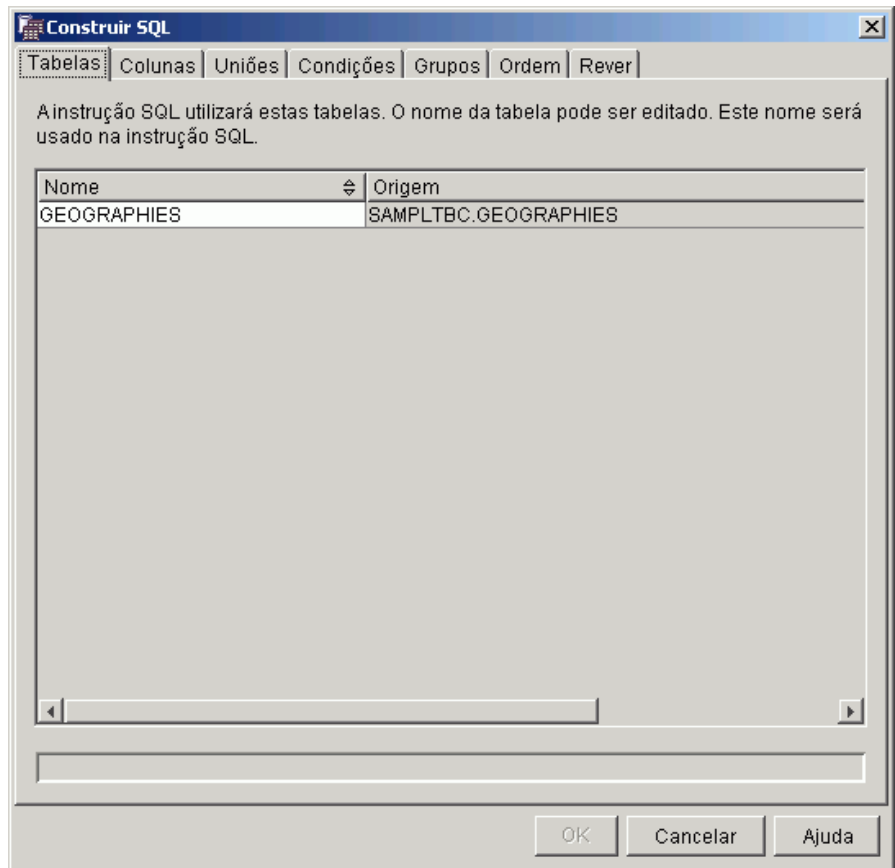 Construir SQL
Tabelas Colunas Uniões Condições Grupos Ordem Rever
A instrução SQL utilizará estas tabelas. O nome da tabela pode ser editado. Este nome será
usado na instrução SQL.
Nome Origem
GEOGRAPHIES SAMPLTBC.GEOGRAPHIES
OK Cancelar Ajuda